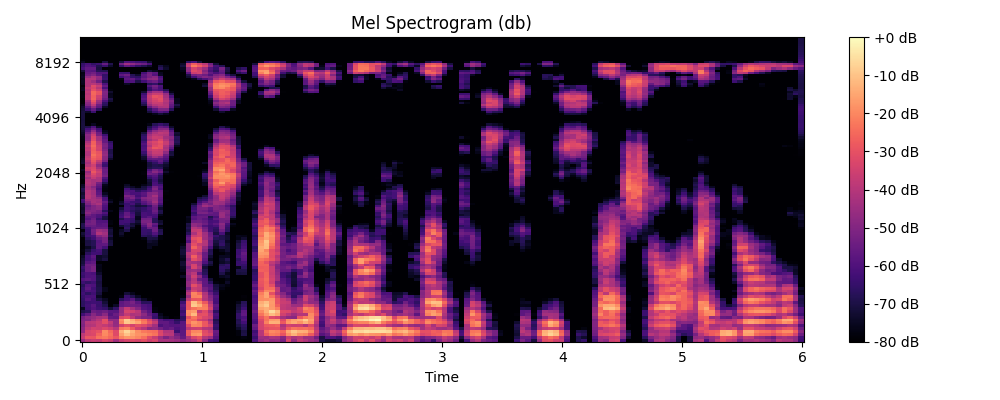 Mel Spectrogram (db)
Hz
8192
4096
2048
1024
512
0
0 1 2 3 4 5 6
Time
+0 dB
-10 dB
-20 dB
-30 dB
-40 dB
-50 dB
-60 dB
-70 dB
-80 dB